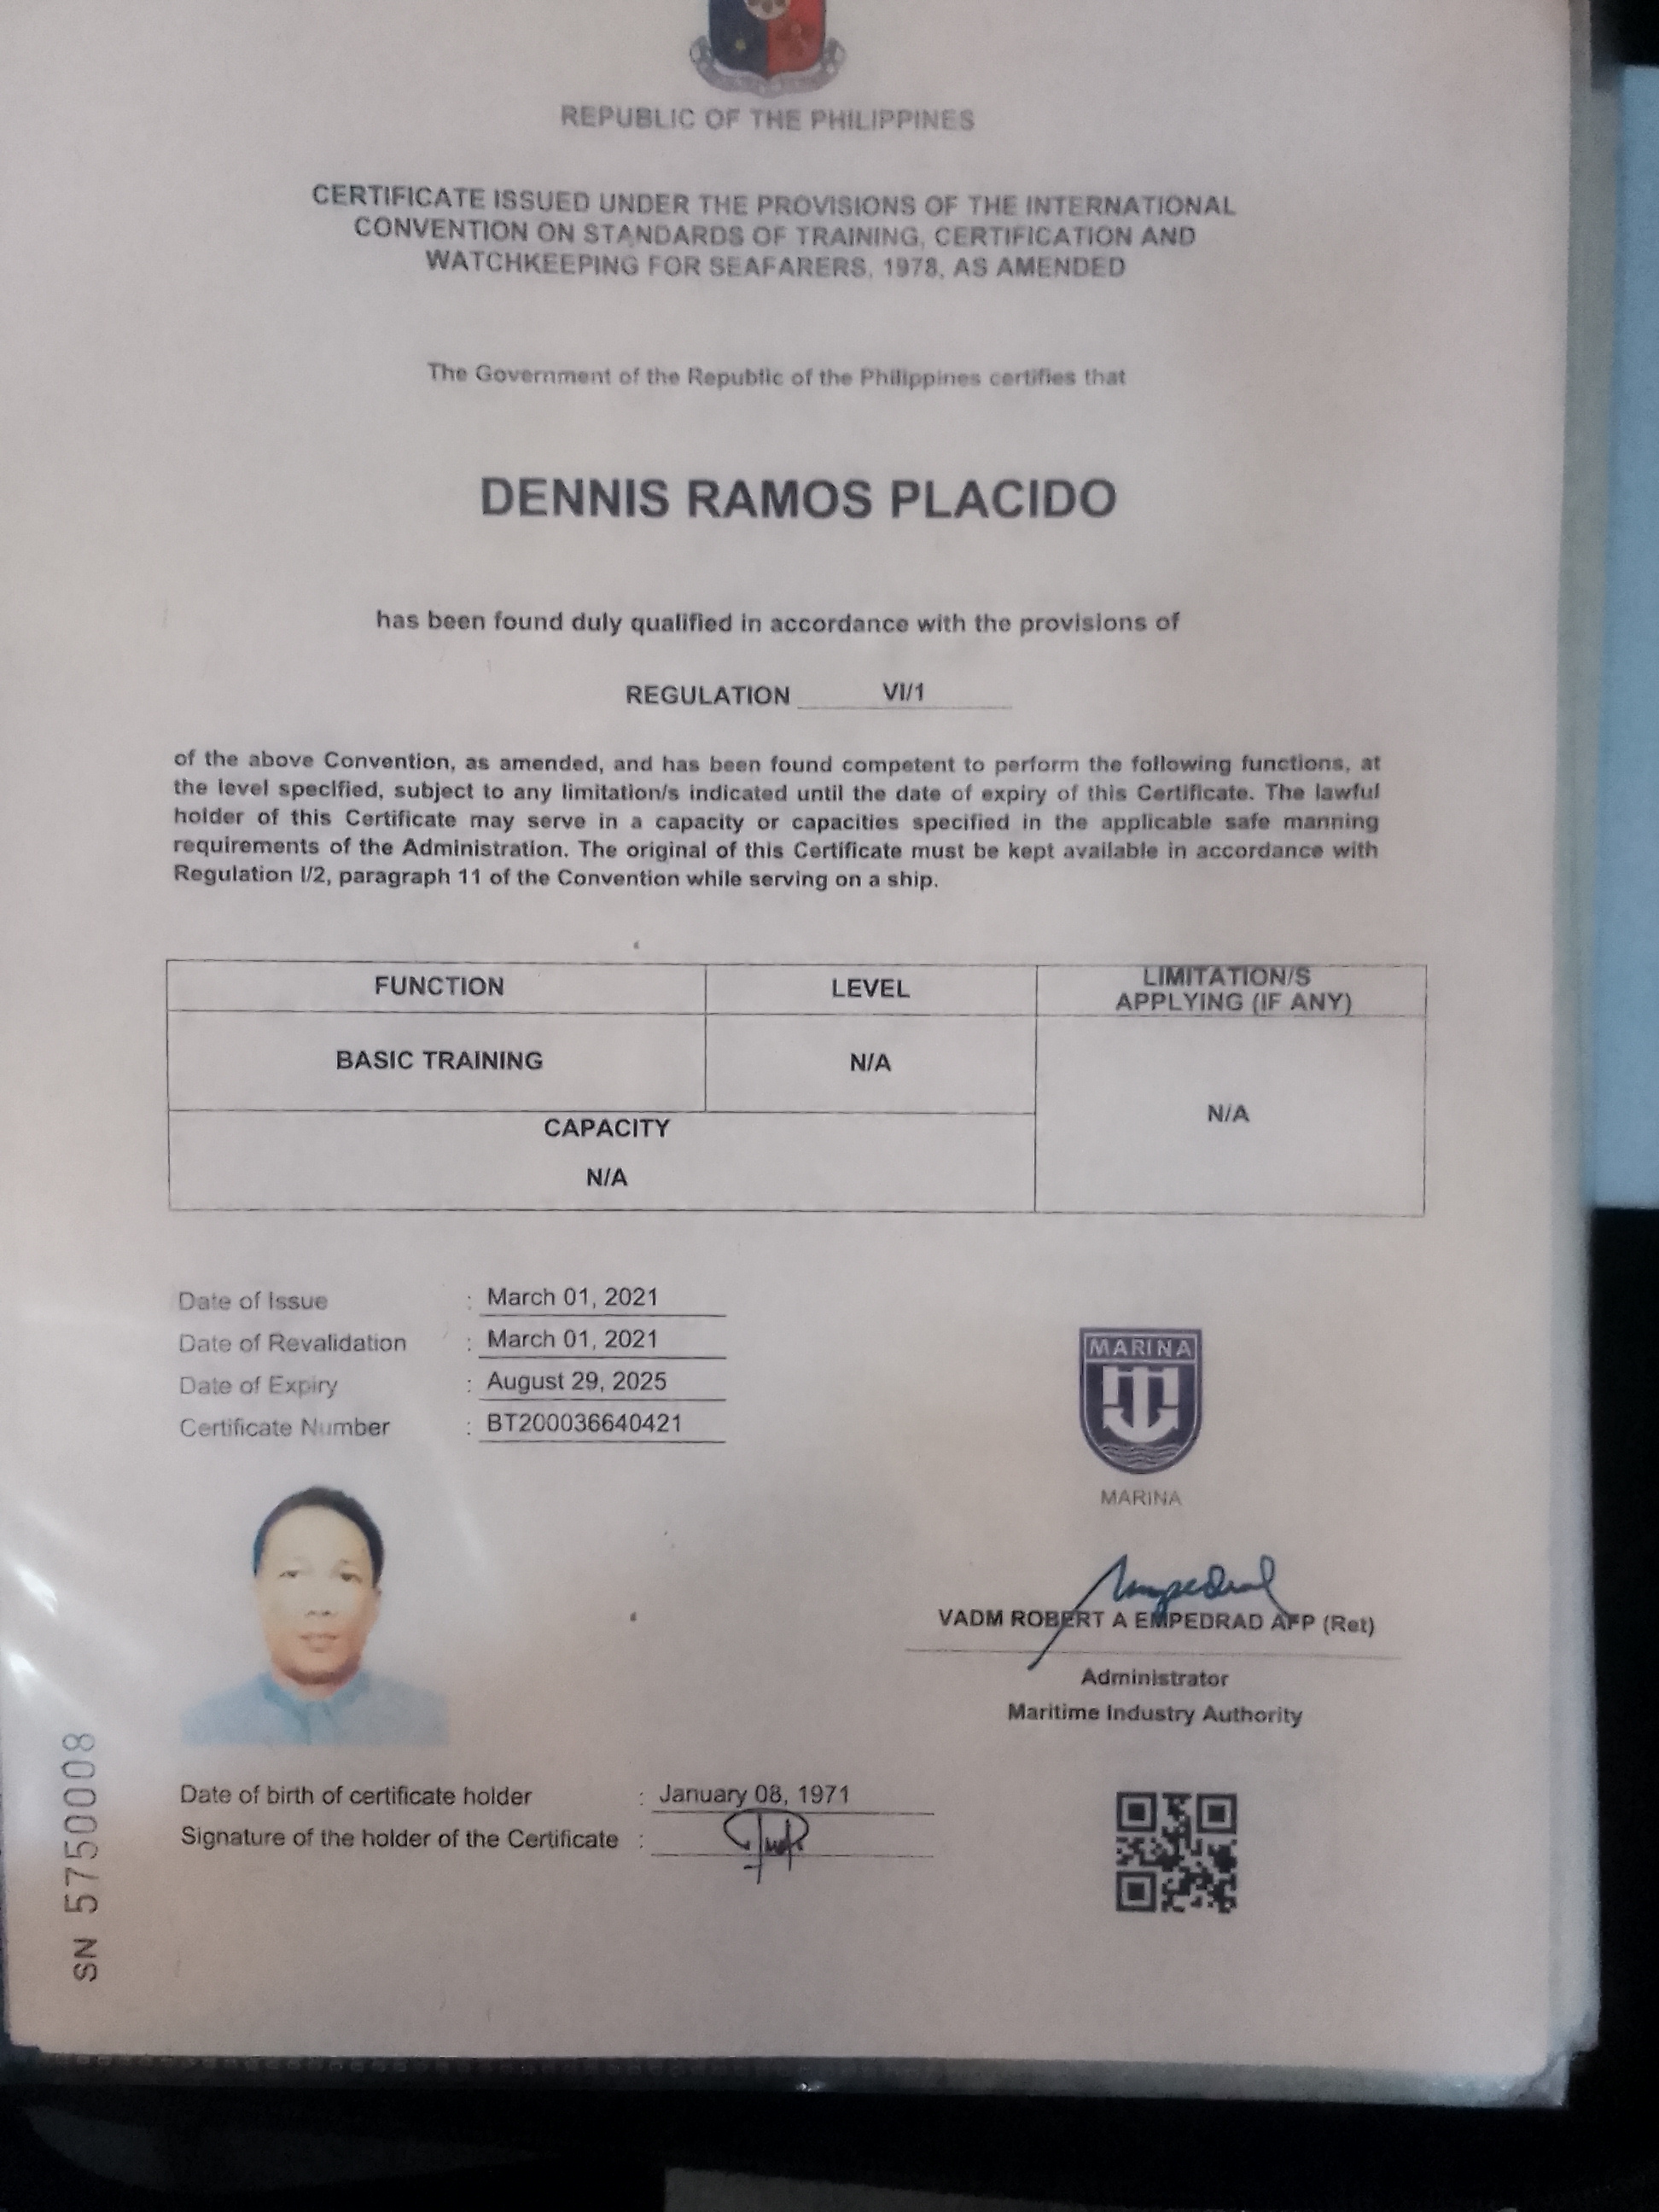 REPUBLIC OF THE PHILIPPINES
CERTIFICATE ISSUED UNDER THE PROVISIONS OF THE INTERNATIONAL
CONVENTION ON STANDARDS OF TRAINING, CERTIFICATION AND
WATCHKEEPING FOR SEAFARERS, 1978, AS AMENDED
The Government of the Republic of the Philippines certifies that
DENNIS RAMOS PLACIDO
has been found duly qualified in accordance with the provisions of
REGULATION VI/1
of the above Convention, as amended, and has been found competent to perform the following functions, at
the level specified, subject to any limitation/s indicated until the date of expiry of this Certificate. The lawful
holder of this Certificate may serve in a capacity or capacities specified in the applicable safe manning
requirements of the Administration. The original of this Certificate must be kept available in accordance with
Regulation I/2, paragraph 11 of the Convention while serving on a ship.
FUNCTION LEVEL LIMITATION/S
APPLYING (IF ANY)
BASIC TRAINING N/A
N/A
CAPACITY
N/A
Date of Issue : March 01, 2021
Date of Revalidation : March 01, 2021
Date of Expiry : August 29, 2025
Certificate Number : BT200036640421
MARINA
MARINA
VADM ROBERT A EMPEDRAD AFP (Ret)
Administrator
Maritime Industry Authority
Date of birth of certificate holder : January 08, 1971
Signature of the holder of the Certificate :
SN 5750008